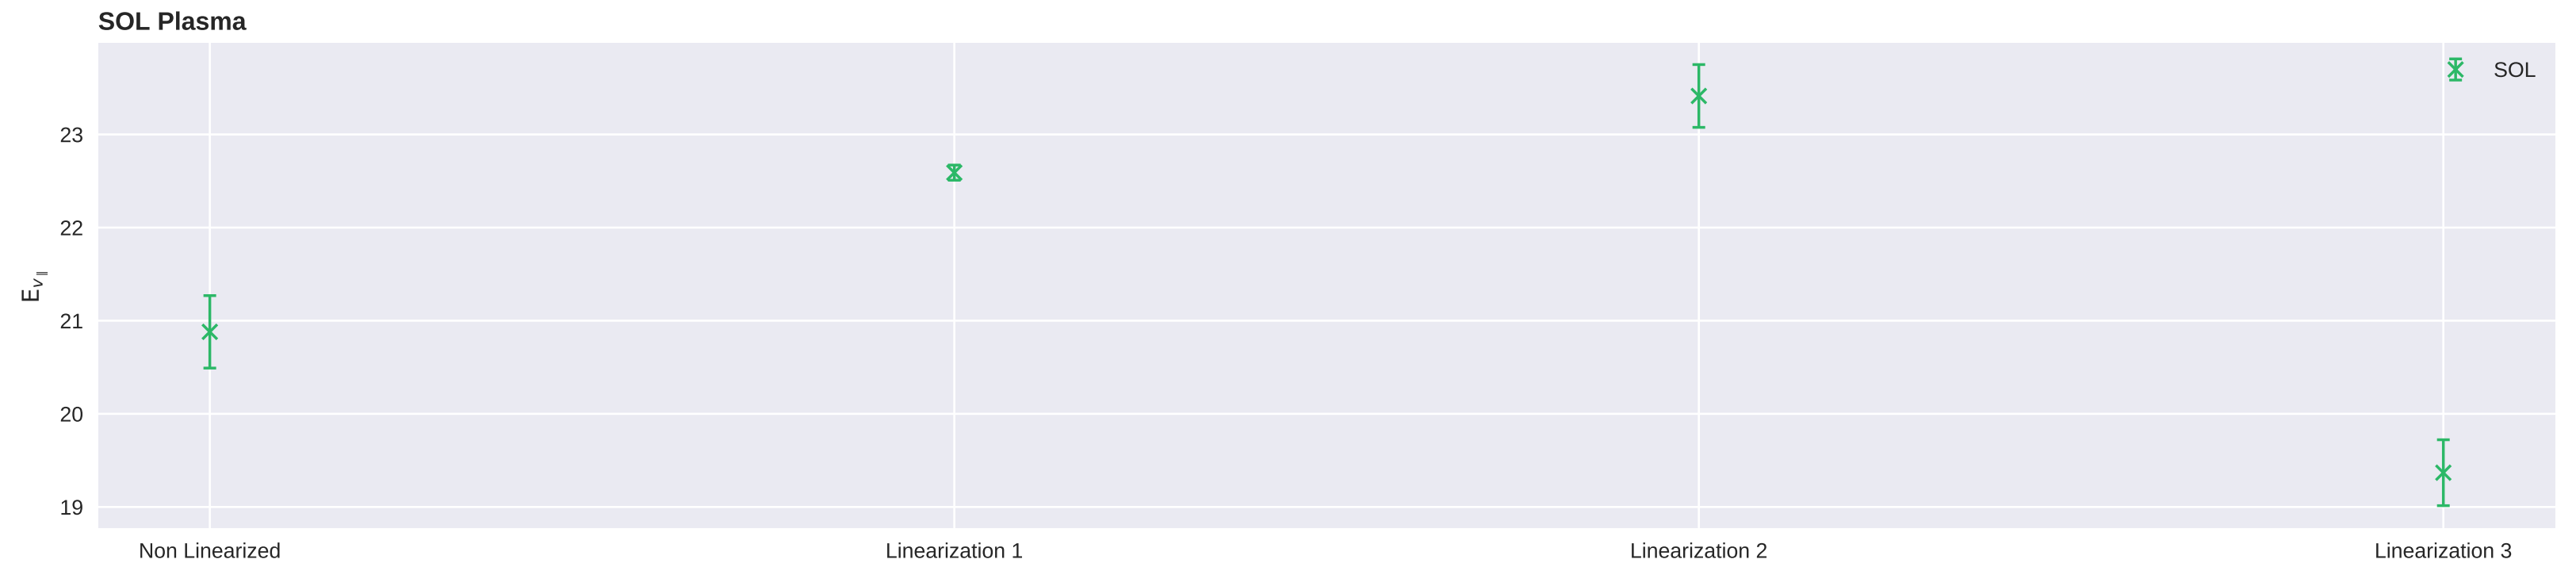 SOL Plasma
SOL
23
22
21
20
19
E_{v_∥}
Non Linearized
Linearization 1
Linearization 2
Linearization 3